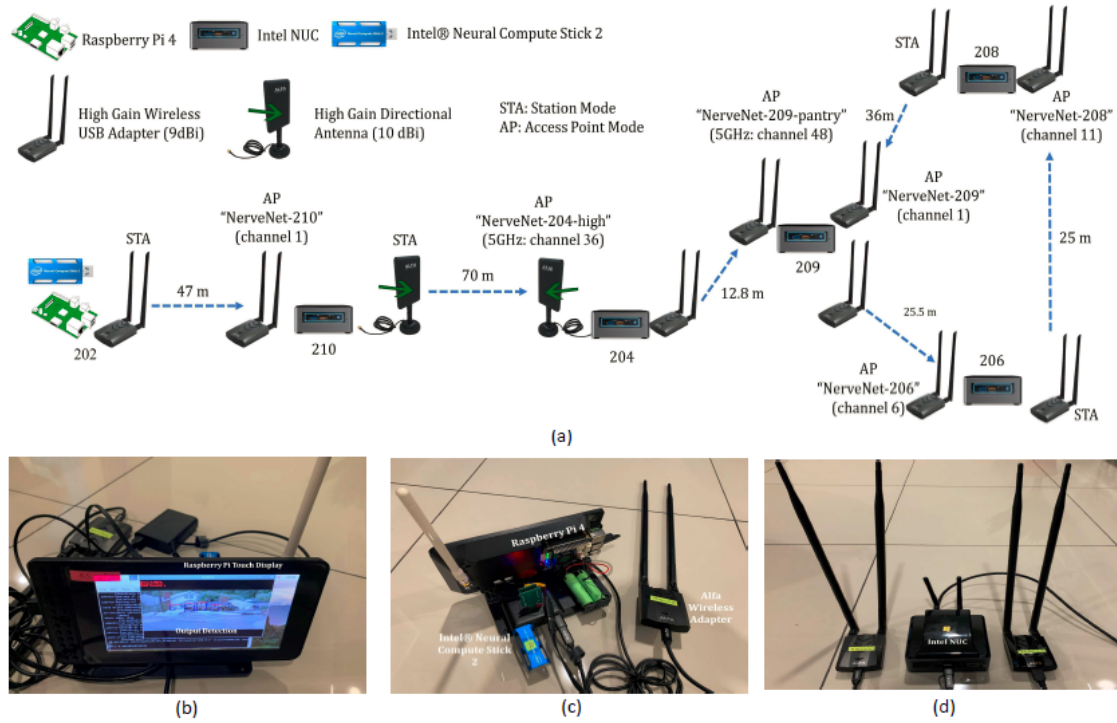 Raspberry Pi 4
Intel NUC
Intel® Neural Compute Stick 2
High Gain Wireless
USB Adapter (9dBi)
High Gain Directional
Antenna (10 dBi)
STA: Station Mode
AP: Access Point Mode
STA
208
AP
"NerveNet-209-pantry"
(5GHz: channel 48)
36m
AP
"NerveNet-208"
(channel 11)
AP
"NerveNet-210"
(channel 1)
AP
"NerveNet-204-high"
(5GHz: channel 36)
AP
"NerveNet-209"
(channel 1)
STA
STA
47 m
70 m
12.8 m
209
25 m
25.5 m
202
210
204
AP
"NerveNet-206"
(channel 6)
206
STA
(a)
Raspberry Pi Touch Display
Output Detection
(b)
Raspberry Pi 4
Alfa
Wireless
Adapter
Intel® Neural
Compute Stick
2
(c)
Intel NUC
(d)